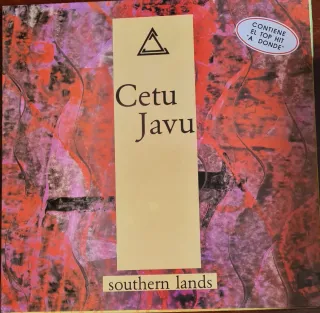 CONTIENE
EL TOP HIT
"A DONDE"
Cetu
Javu
southern lands